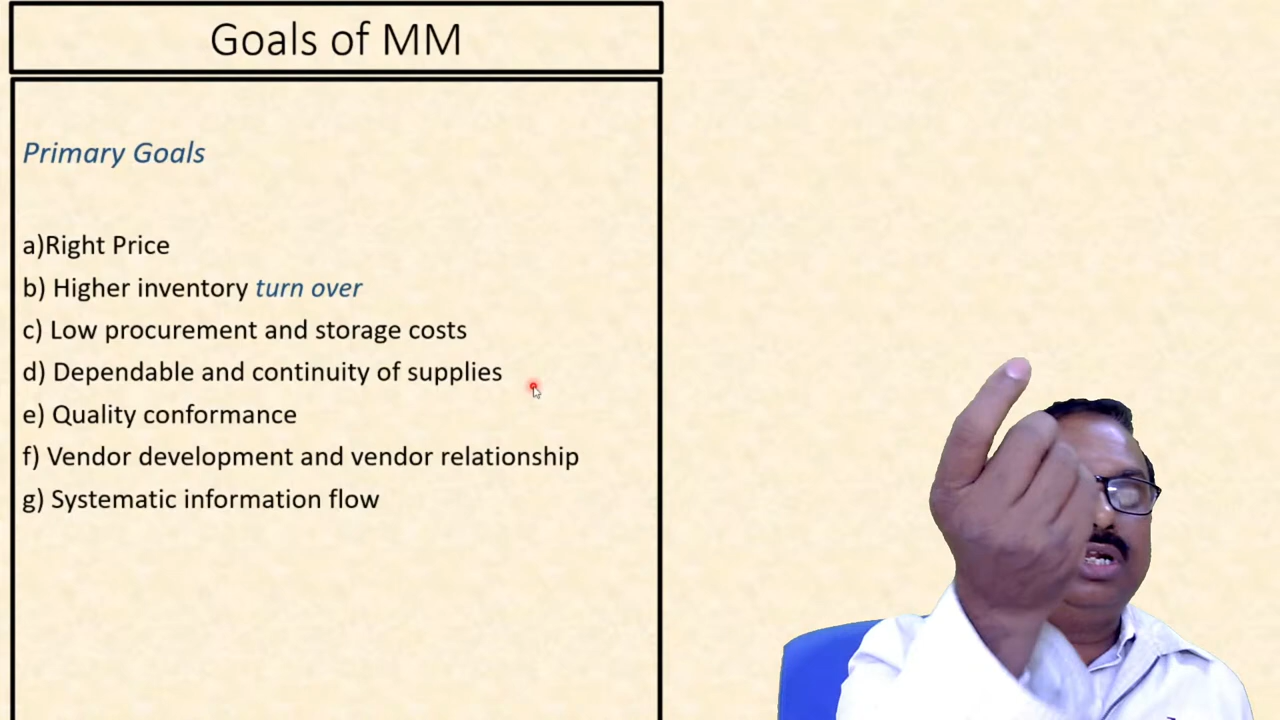 Goals of MM
Primary Goals
a)Right Price
b) Higher inventory turn over
c) Low procurement and storage costs
d) Dependable and continuity of supplies
e) Quality conformance
f) Vendor development and vendor relationship
g) Systematic information flow